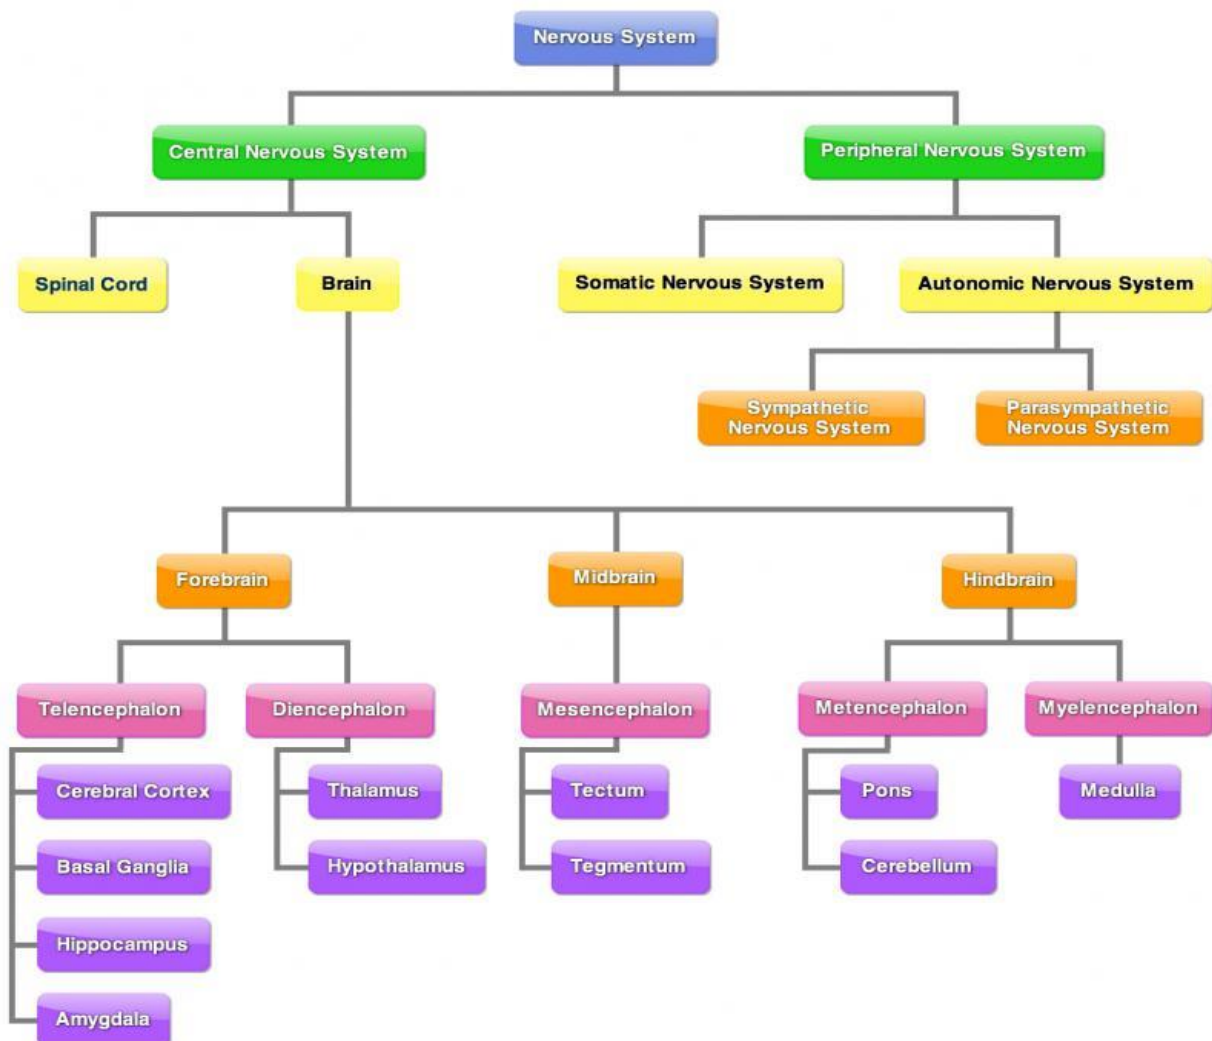 Nervous System
Central Nervous System
Peripheral Nervous System
Spinal Cord
Brain
Somatic Nervous System
Autonomic Nervous System
Sympathetic
Nervous System
Parasympathetic
Nervous System
Forebrain
Midbrain
Hindbrain
Telencephalon
Diencephalon
Mesencephalon
Metencephalon
Myelencephalon
Cerebral Cortex
Thalamus
Tectum
Pons
Medulla
Basal Ganglia
Hypothalamus
Tegmentum
Cerebellum
Hippocampus
Amygdala